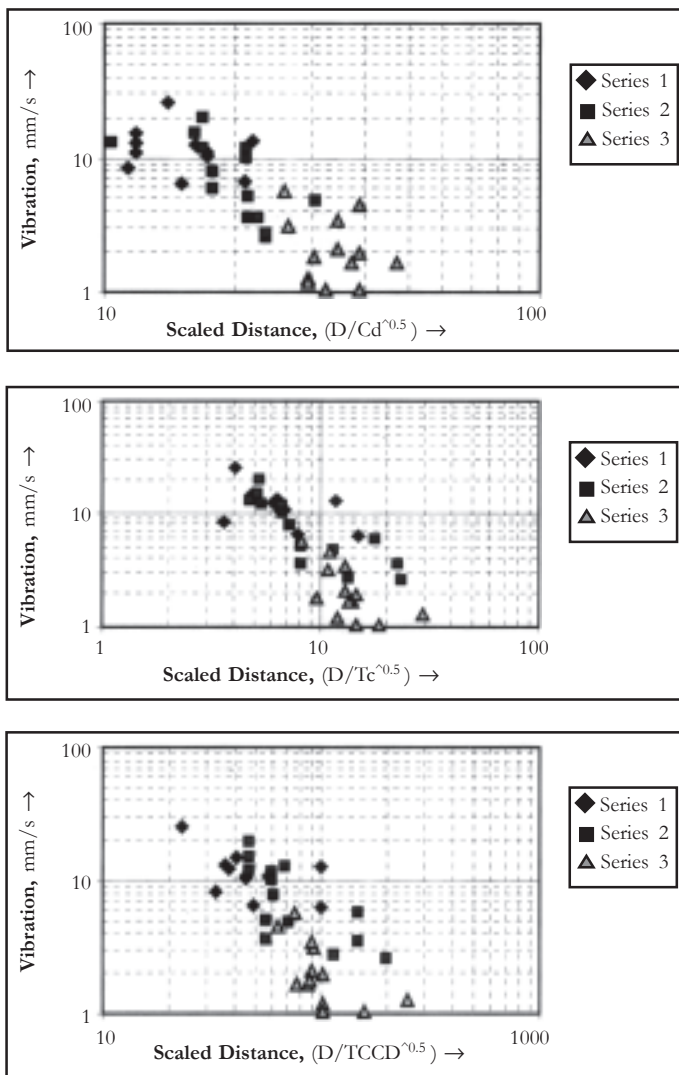 100
10
1
Vibration, mm/s →
10
100
Scaled Distance, (D/Cd^0.5) →
Series 1
Series 2
Series 3
100
10
1
Vibration, mm/s →
1
10
100
Scaled Distance, (D/Tc^0.5) →
Series 1
Series 2
Series 3
100
10
1
Vibration, mm/s →
10
1000
Scaled Distance, (D/TCCD^0.5) →
Series 1
Series 2
Series 3